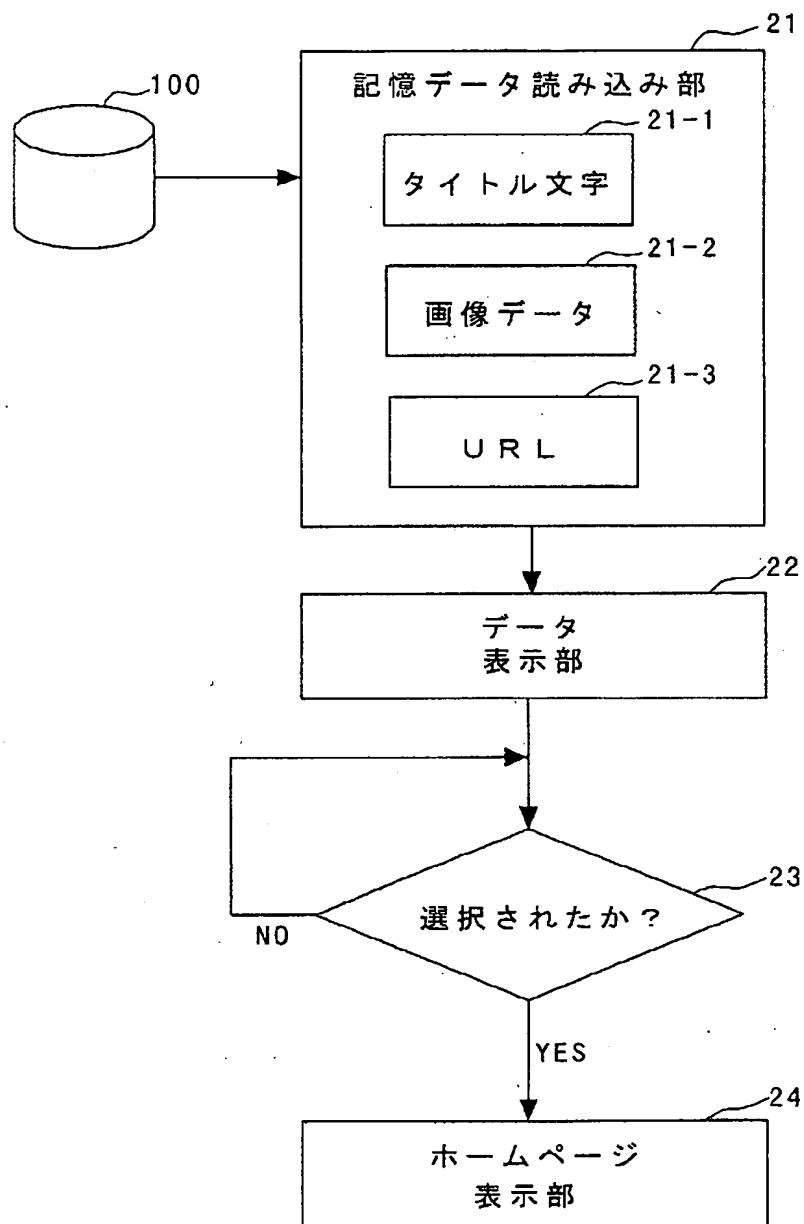 21
100
記憶データ読み込み部
21-1
タイトル文字
21-2
画像データ
21-3
URL
22
データ
表示部
23
選択されたか?
NO
YES
24
ホームページ
表示部